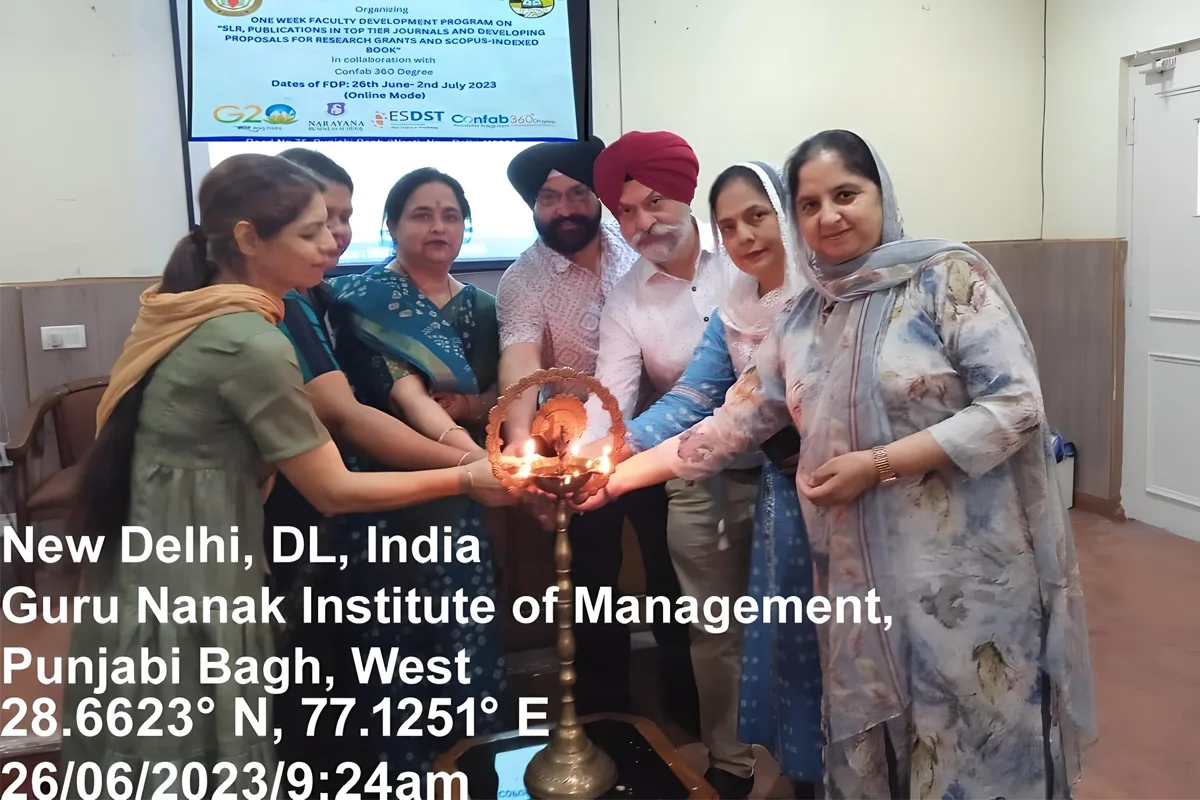 Organizing
ONE WEEK FACULTY DEVELOPMENT PROGRAM ON
"SLR, PUBLICATIONS IN TOP TIER JOURNALS AND DEVELOPING
PROPOSALS FOR RESEARCH GRANTS AND SCOPUS-INDEXED
BOOK"
In collaboration with
Confab 360 Degree
Dates of FDP: 26th June- 2nd July 2023
(Online Mode)
G20
NARAYANA
ESDST
Confab360°
New Delhi, DL, India
Guru Nanak Institute of Management,
Punjabi Bagh, West
28.6623° N, 77.1251° E
26/06/2023/9:24am